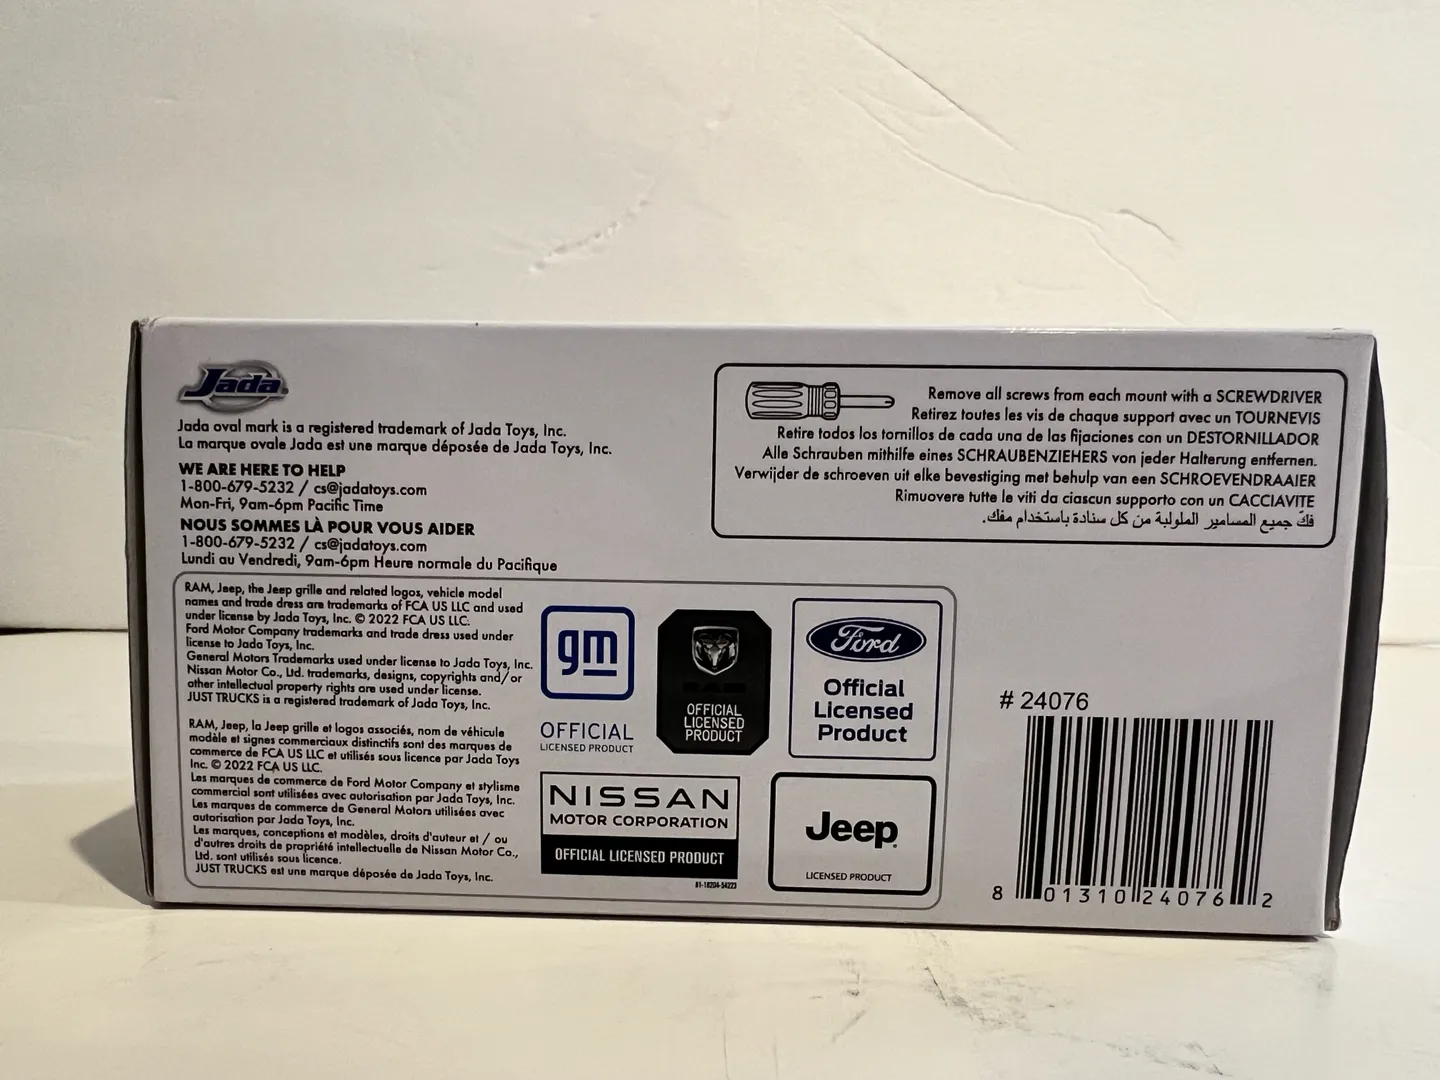 Jada
Jada oval mark is a registered trademark of Jada Toys, Inc.
La marque ovale Jada est une marque déposée de Jada Toys, Inc.
WE ARE HERE TO HELP
1-800-679-5232 / cs@jadatoys.com
Mon-Fri, 9am-6pm Pacific Time
NOUS SOMMES LÀ POUR VOUS AIDER
1-800-679-5232 / cs@jadatoys.com
Lundi au Vendredi, 9am-6pm Heure normale du Pacifique
Remove all screws from each mount with a SCREWDRIVER
Retirez toutes les vis de chaque support avec un TOURNEVIS
Retire todos los tornillos de cada una de las fijaciones con un DESTORNILLADOR
Alle Schrauben mithilfe eines SCHRAUBENZIEHERS von jeder Halterung entfernen.
Verwijder de schroeven uit elke bevestiging met behulp van een SCHROEVENDRAAIER
Rimuovere tutte le viti da ciascun supporto con un CACCIAVITE
فكّ جميع المسامير الملولبة من كل سنادة باستخدام مفك.
RAM, Jeep, the Jeep grille and related logos, vehicle model
names and trade dress are trademarks of FCA US LLC and used
under license by Jada Toys, Inc. © 2022 FCA US LLC.
Ford Motor Company trademarks and trade dress used under
license to Jada Toys, Inc.
General Motors Trademarks used under license to Jada Toys, Inc.
Nissan Motor Co., Ltd. trademarks, designs, copyrights and/or
other intellectual property rights are used under license.
JUST TRUCKS is a registered trademark of Jada Toys, Inc.
RAM, Jeep, la Jeep grille et logos associés, nom de véhicule
modèle et signes commerciaux distinctifs sont des marques de
commerce de FCA US LLC et utilisés sous licence par Jada Toys
Inc. © 2022 FCA US LLC.
Les marques de commerce de Ford Motor Company et stylisme
commercial sont utilisées avec autorisation par Jada Toys, Inc.
Les marques de commerce de General Motors utilisées avec
autorisation par Jada Toys, Inc.
Les marques, conceptions et modèles, droits d'auteur et / ou
d'autres droits de propriété intellectuelle de Nissan Motor Co.,
Ltd. sont utilisés sous licence.
JUST TRUCKS est une marque déposée de Jada Toys, Inc.
gm
OFFICIAL
LICENSED PRODUCT
RAM
OFFICIAL
LICENSED
PRODUCT
Ford
Official
Licensed
Product
NISSAN
MOTOR CORPORATION
OFFICIAL LICENSED PRODUCT
81-18204-54223
Jeep
LICENSED PRODUCT
# 24076
8 01310 24076 2